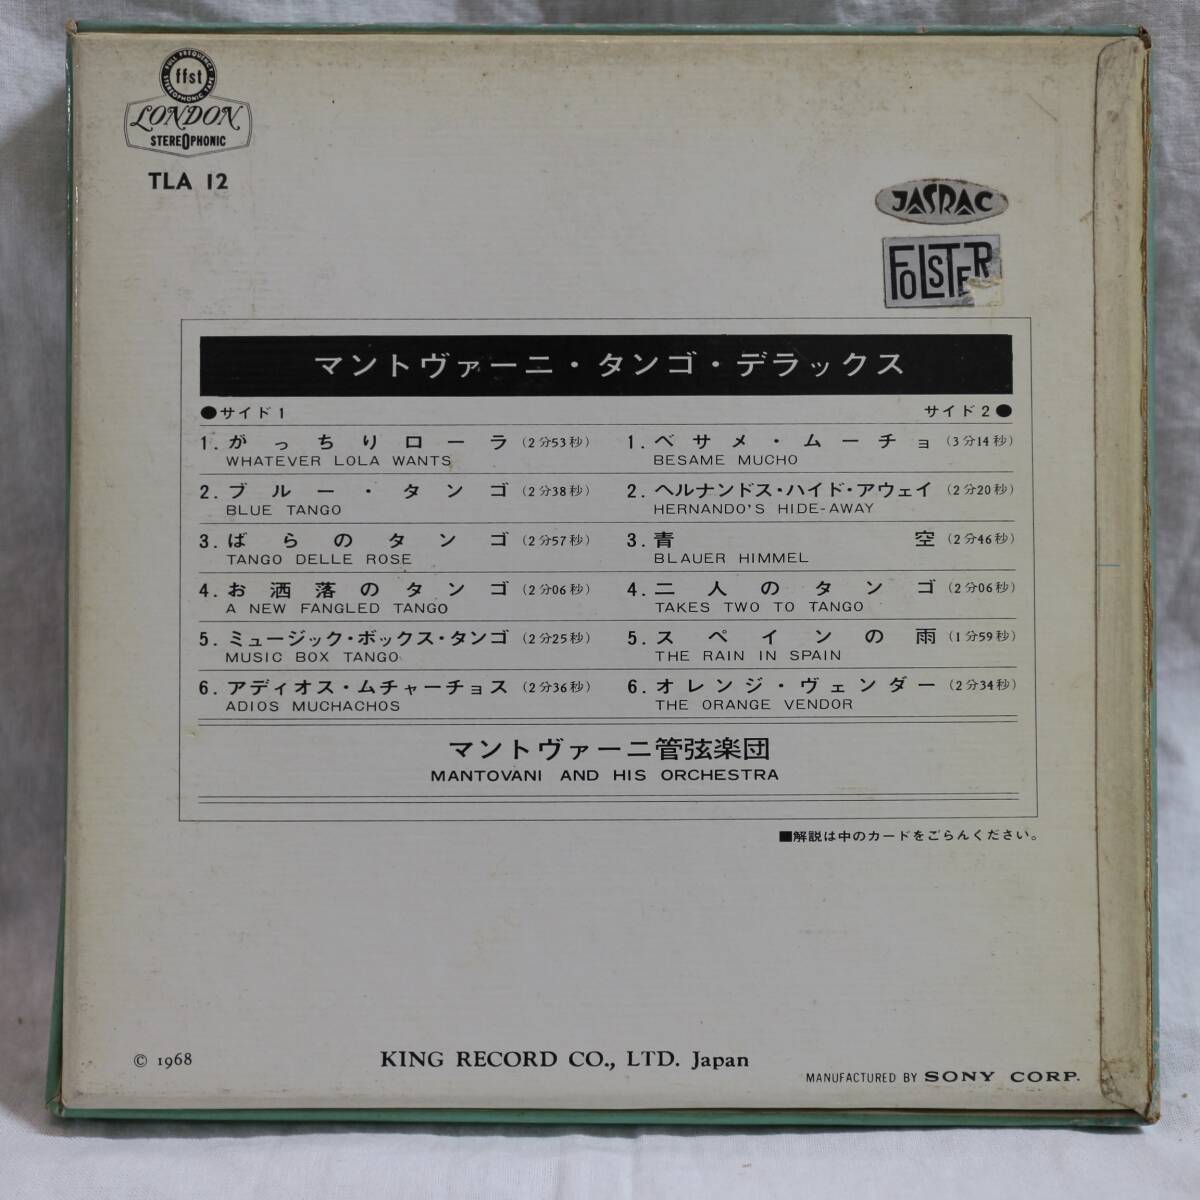 FULL FREQUENCY
ffst
STEREOPHONIC TAPE
LONDON
STEREOPHONIC
TLA 12
JASRAC
FOLSTER
マントヴァーニ・タンゴ・デラックス
●サイド1
1. がっちりローラ (2分53秒)
WHATEVER LOLA WANTS
2. ブルー・タンゴ (2分38秒)
BLUE TANGO
3. ばらのタンゴ (2分57秒)
TANGO DELLE ROSE
4. お洒落のタンゴ (2分06秒)
A NEW FANGLED TANGO
5. ミュージック・ボックス・タンゴ (2分25秒)
MUSIC BOX TANGO
6. アディオス・ムチャーチョス (2分36秒)
ADIOS MUCHACHOS
サイド2●
1. ベサメ・ムーチョ (3分14秒)
BESAME MUCHO
2. ヘルナンドス・ハイド・アウェイ (2分20秒)
HERNANDO'S HIDE-AWAY
3. 青空 (2分46秒)
BLAUER HIMMEL
4. 二人のタンゴ (2分06秒)
TAKES TWO TO TANGO
5. スペインの雨 (1分59秒)
THE RAIN IN SPAIN
6. オレンジ・ヴェンダー (2分34秒)
THE ORANGE VENDOR
マントヴァーニ管弦楽団
MANTOVANI AND HIS ORCHESTRA
■解説は中のカードをごらんください。
© 1968
KING RECORD CO., LTD. Japan
MANUFACTURED BY SONY CORP.